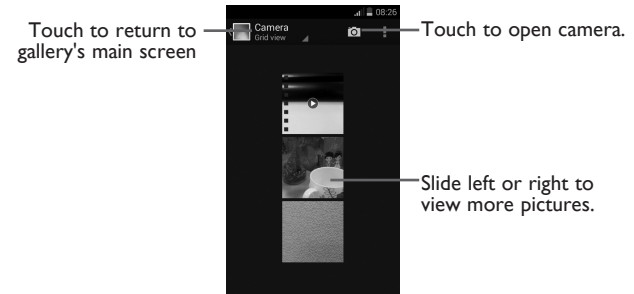 08:26
Touch to return to
gallery's main screen
Camera
Grid view
Touch to open camera.
Slide left or right to
view more pictures.